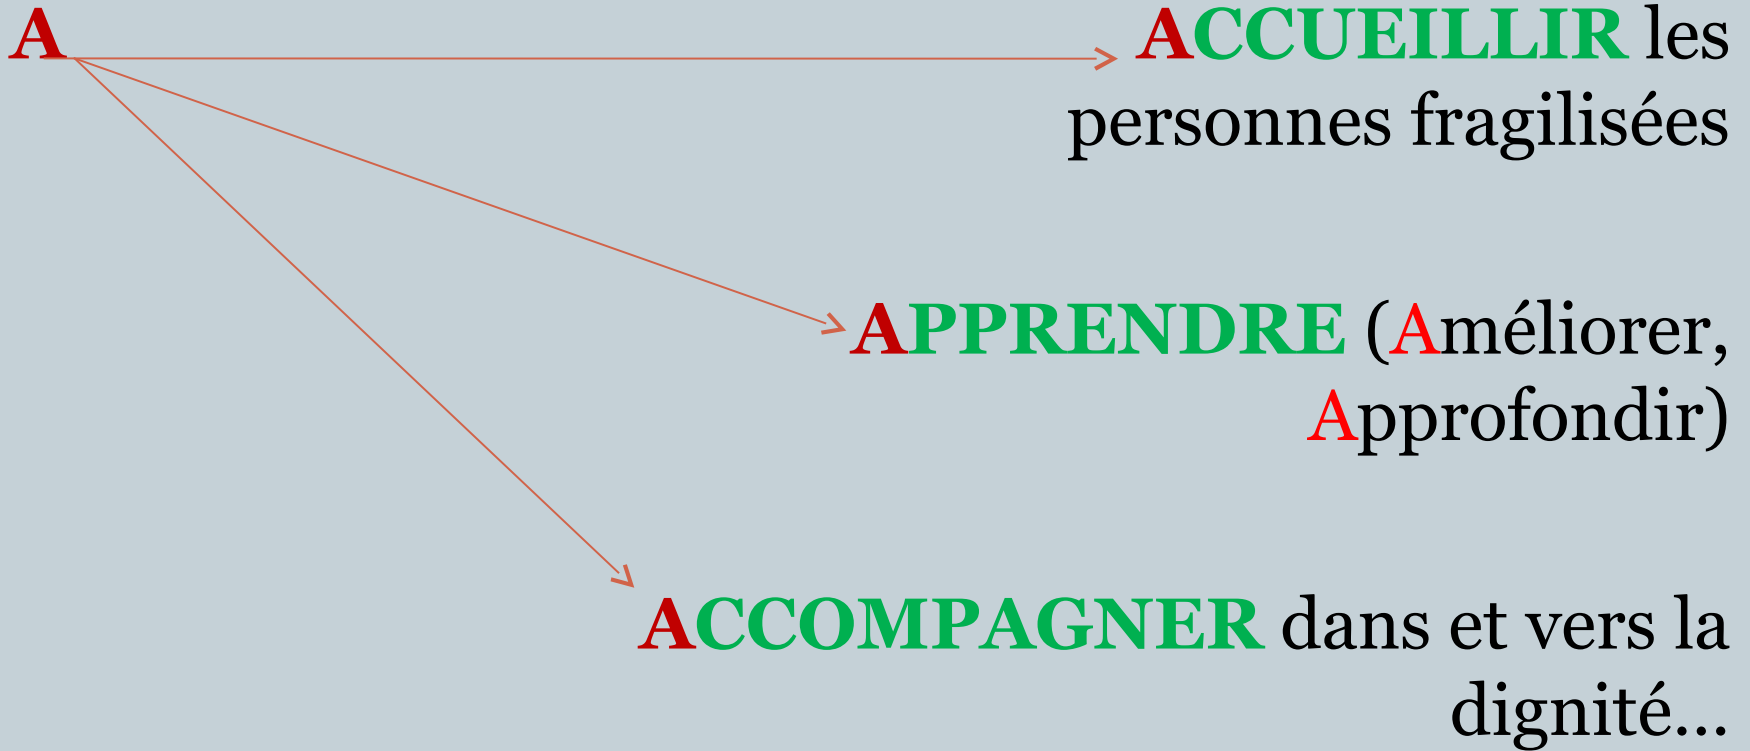 A
ACCUEILLIR les
personnes fragilisées
APPRENDRE (Améliorer,
Approfondir)
ACCOMPAGNER dans et vers la
dignité...